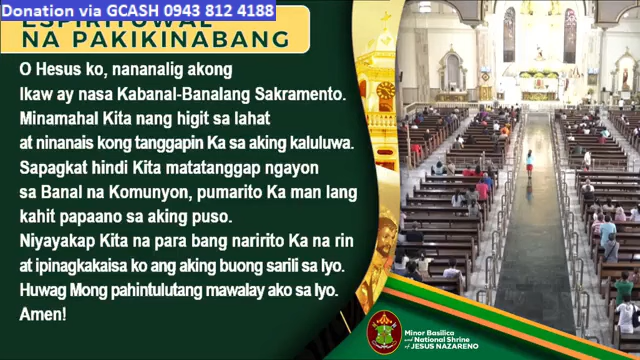 Donation via GCASH 0943 812 4188
ESPIRITUWAL
NA PAKIKINABANG
O Hesus ko, nananalig akong
Ikaw ay nasa Kabanal-Banalang Sakramento.
Minamahal Kita nang higit sa lahat
at ninanais kong tanggapin Ka sa aking kaluluwa.
Sapagkat hindi Kita matatanggap ngayon
sa Banal na Komunyon, pumarito Ka man lang
kahit papaano sa aking puso.
Niyayakap Kita na para bang naririto Ka na rin
at ipinagkakaisa ko ang aking buong sarili sa Iyo.
Huwag Mong pahintulutang mawalay ako sa Iyo.
Amen!
Minor Basilica
and National Shrine
of JESUS NAZARENO